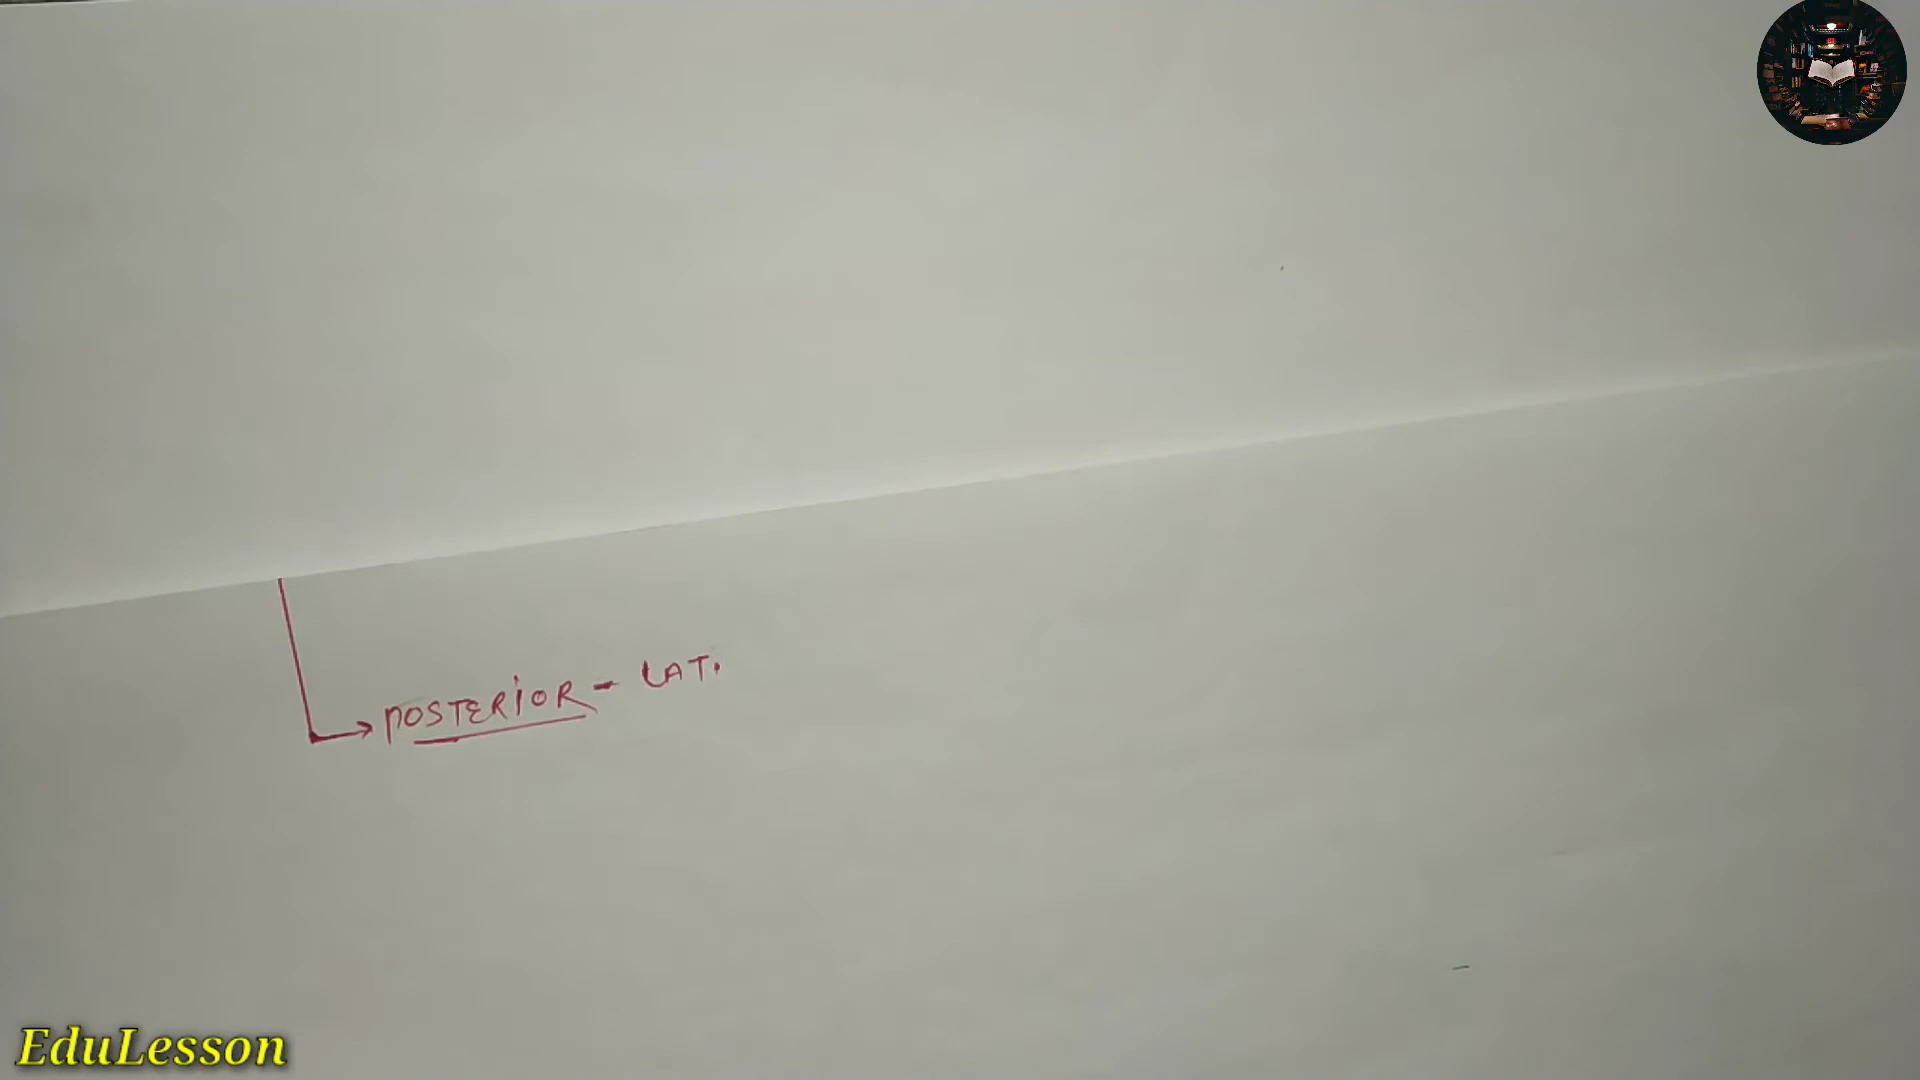 → POSTERIOR - LAT.
EduLesson